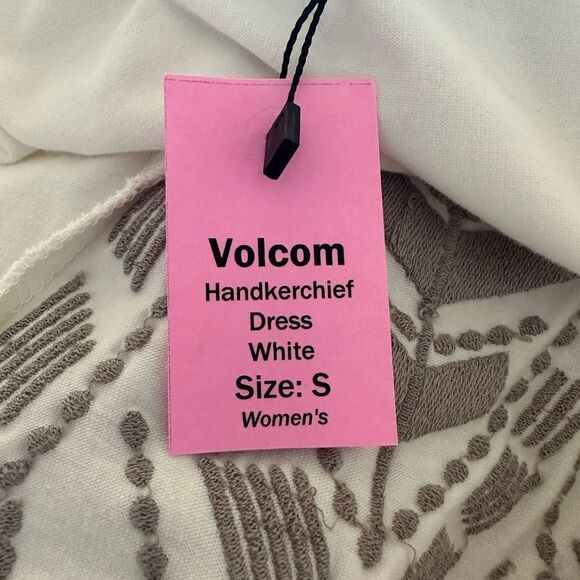 Volcom
Handkerchief
Dress
White
Size: S
Women's